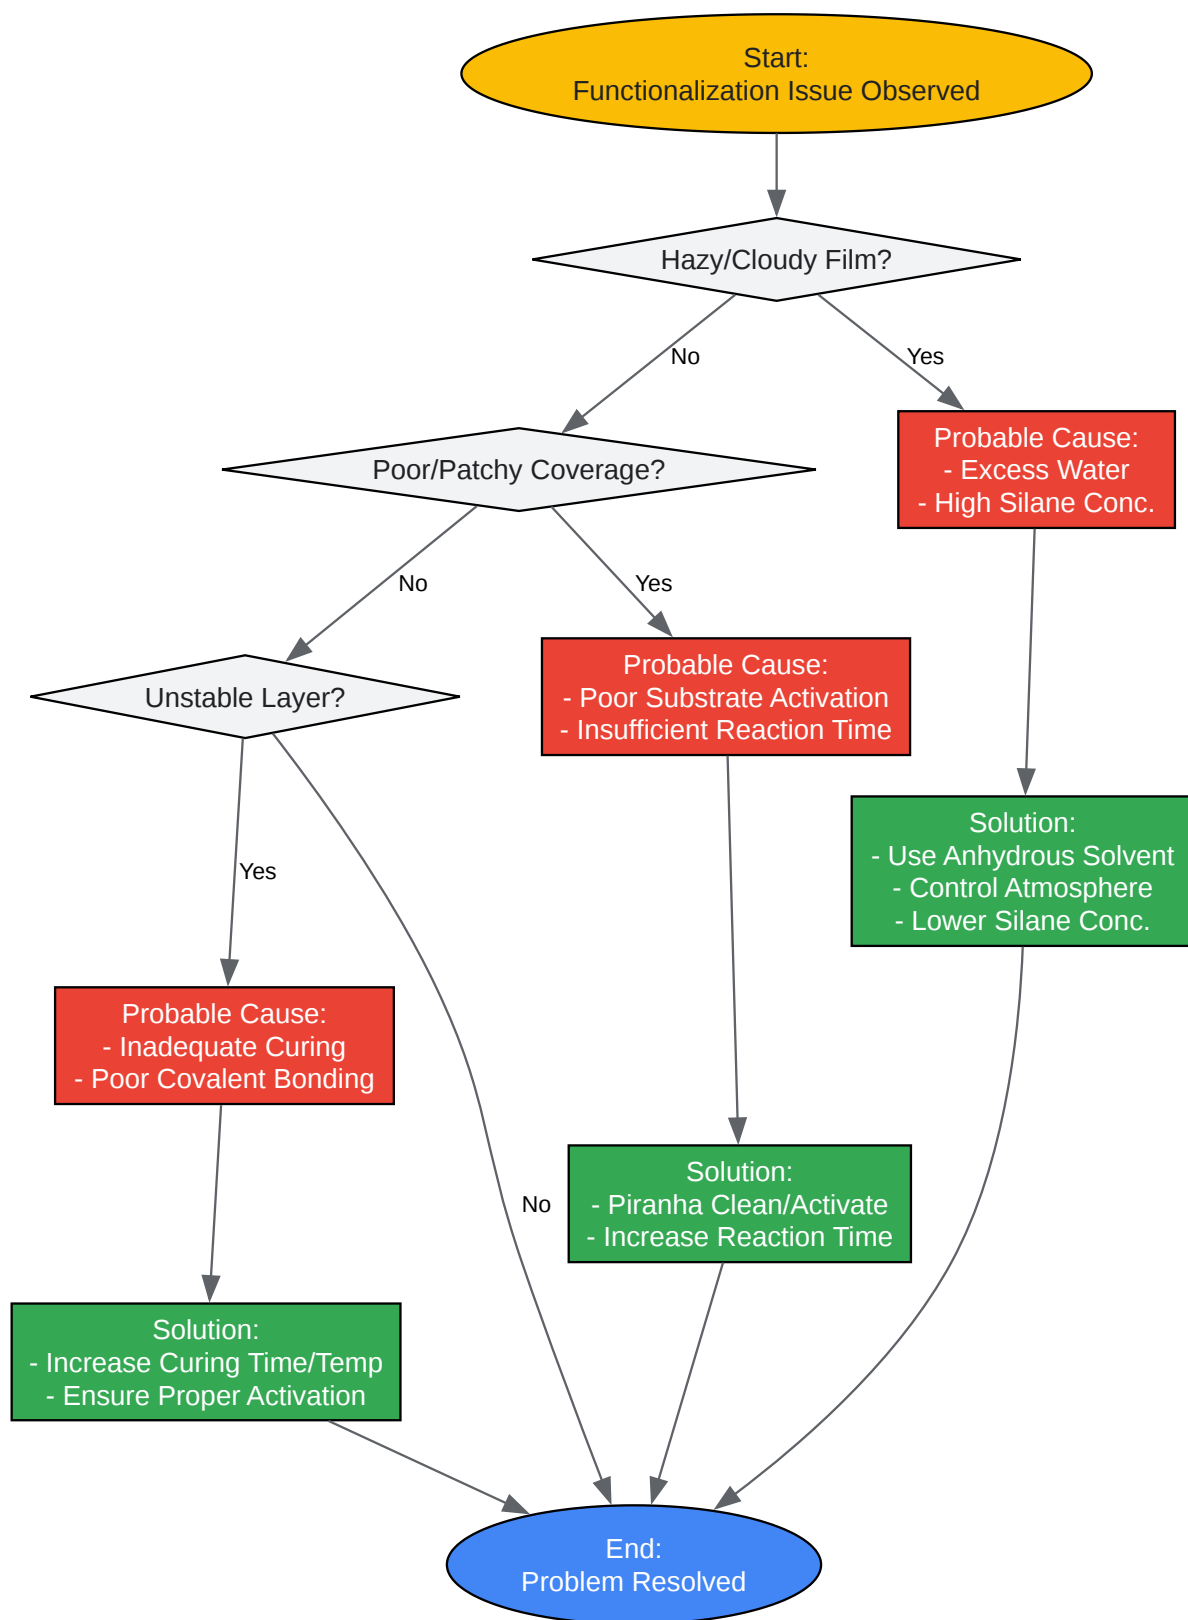 Start:
Functionalization Issue Observed
Hazy/Cloudy Film?
No
Yes
Poor/Patchy Coverage?
Probable Cause:
- Excess Water
- High Silane Conc.
No
Yes
Unstable Layer?
Probable Cause:
- Poor Substrate Activation
- Insufficient Reaction Time
Solution:
- Use Anhydrous Solvent
- Control Atmosphere
- Lower Silane Conc.
Yes
Probable Cause:
- Inadequate Curing
- Poor Covalent Bonding
No
Solution:
- Piranha Clean/Activate
- Increase Reaction Time
Solution:
- Increase Curing Time/Temp
- Ensure Proper Activation
End:
Problem Resolved